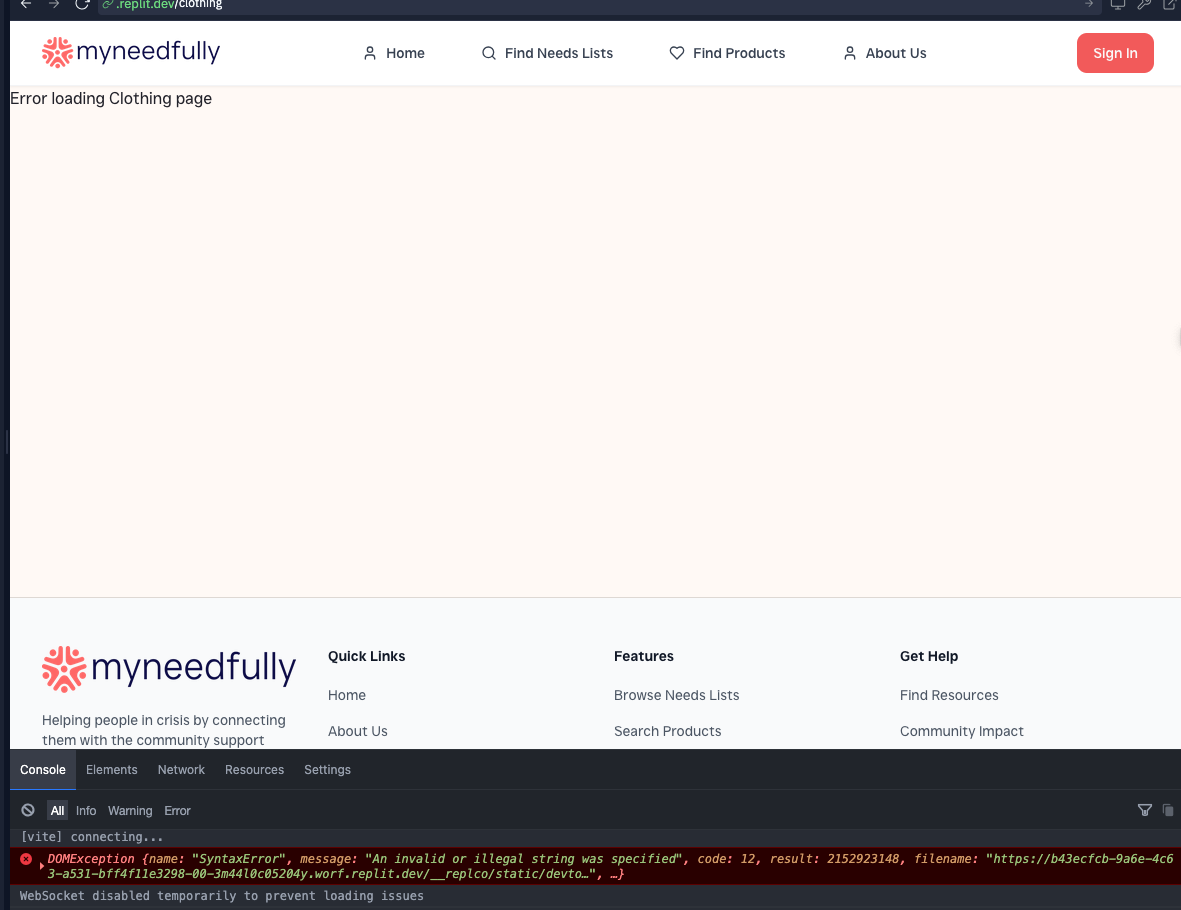 .replit.dev/clothing
myneedfully
Home
Find Needs Lists
Find Products
About Us
Sign In
Error loading Clothing page
myneedfully
Helping people in crisis by connecting
them with the community support
Quick Links
Home
About Us
Features
Browse Needs Lists
Search Products
Get Help
Find Resources
Community Impact
Console
Elements
Network
Resources
Settings
All
Info
Warning
Error
[vite] connecting...
DOMException {name: "SyntaxError", message: "An invalid or illegal string was specified", code: 12, result: 2152923148, filename: "https://b43ecfcb-9a6e-4c6
3-a531-bff4f11e3298-00-3m44l0c05204y.worf.replit.dev/__replco/static/devto…", …}
WebSocket disabled temporarily to prevent loading issues